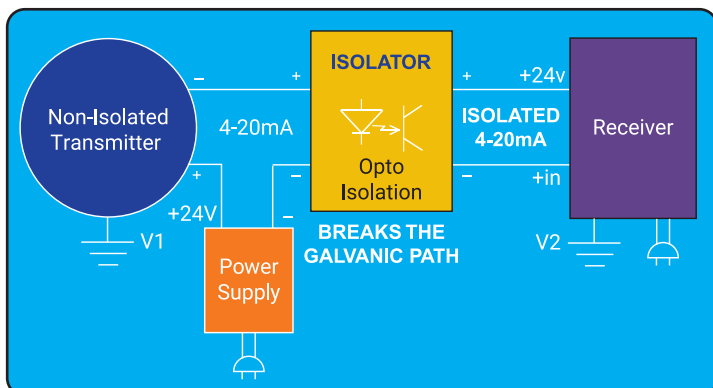 Non-Isolated
Transmitter
−
+
+24V
V1
4-20mA
+
−
−
Power
Supply
ISOLATOR
Opto
Isolation
BREAKS THE
GALVANIC PATH
+
−
ISOLATED
4-20mA
+24v
+in
Receiver
V2